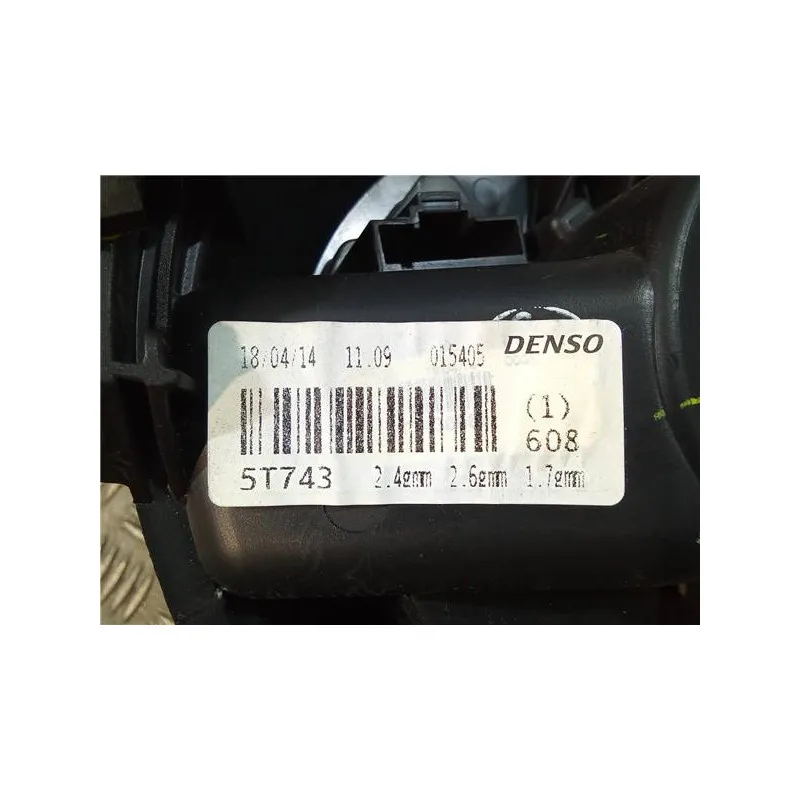 18/04/14 11.09 015405 DENSO
(1)
608
5T743 2.4gmm 2.6gmm 1.7gmm